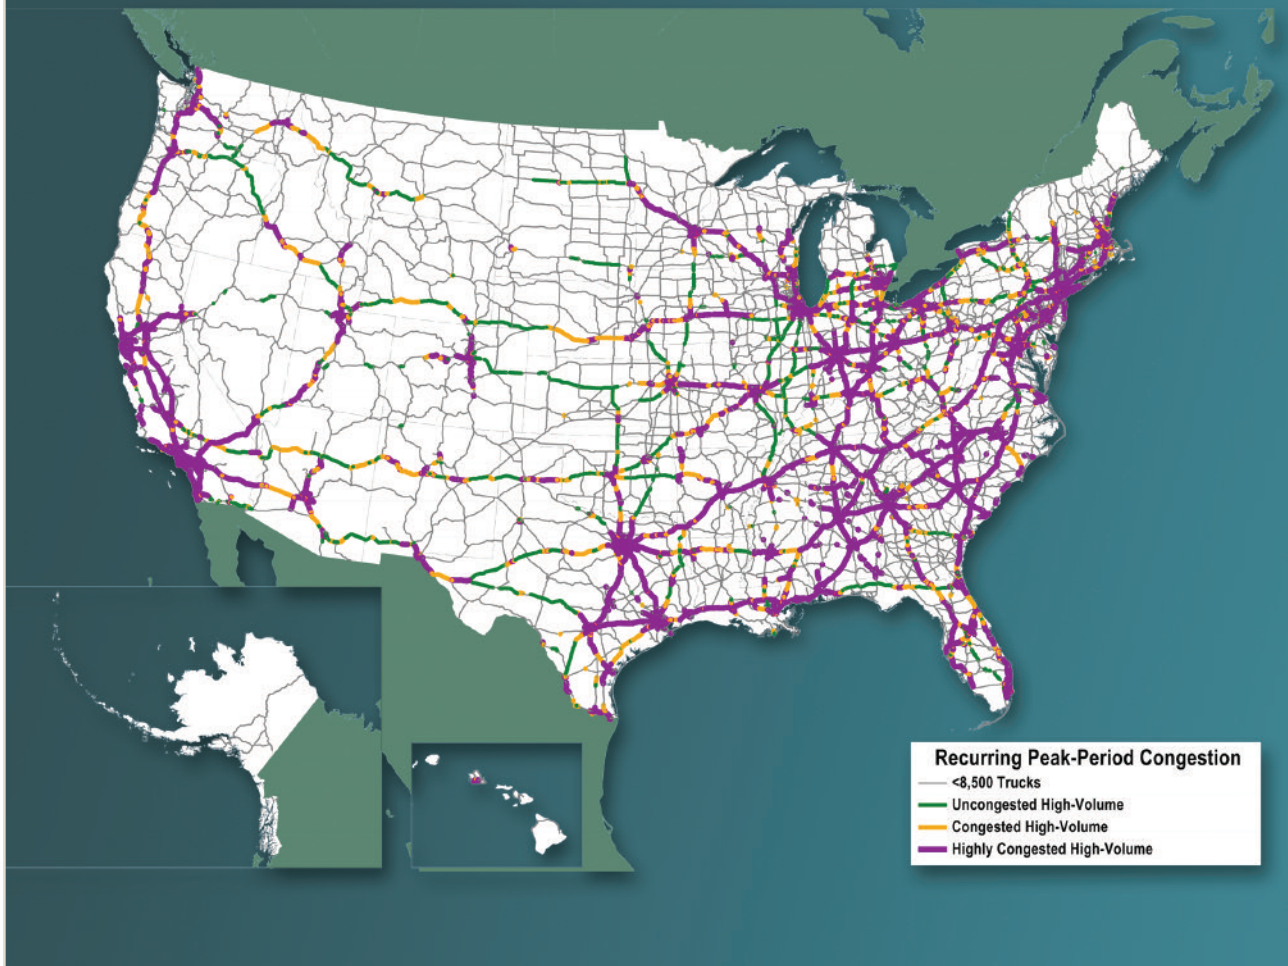 Recurring Peak-Period Congestion
<8,500 Trucks
Uncongested High-Volume
Congested High-Volume
Highly Congested High-Volume